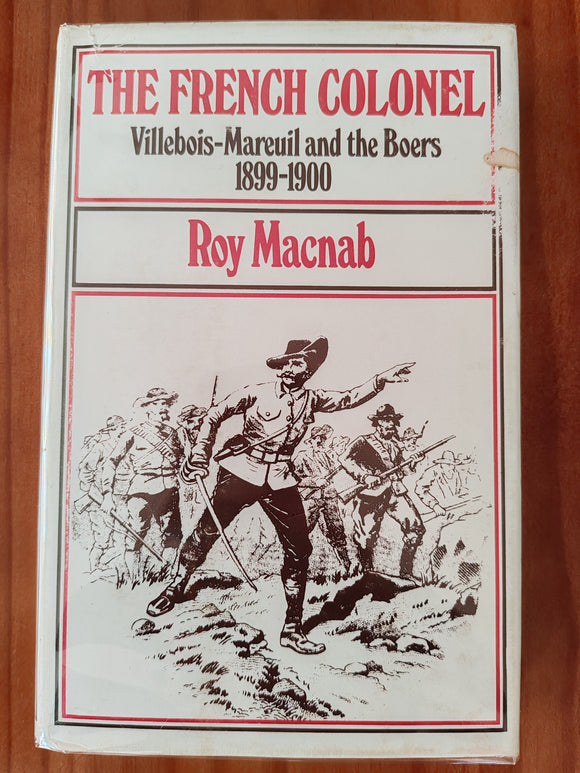 THE FRENCH COLONEL
Villebois-Mareuil and the Boers
1899-1900
Roy Macnab